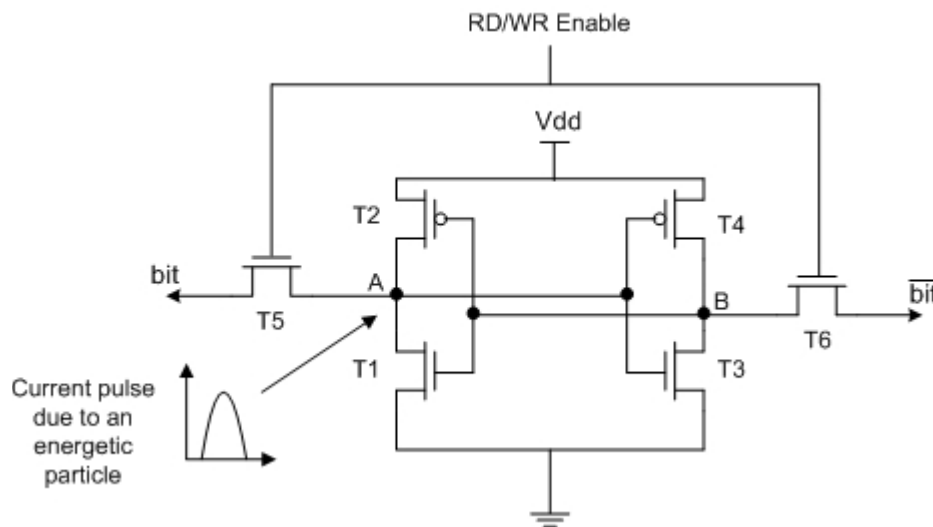 RD/WR Enable
Vdd
T2
T4
bit
A
B
bit
T5
T6
T1
T3
Current pulse
due to an
energetic
particle